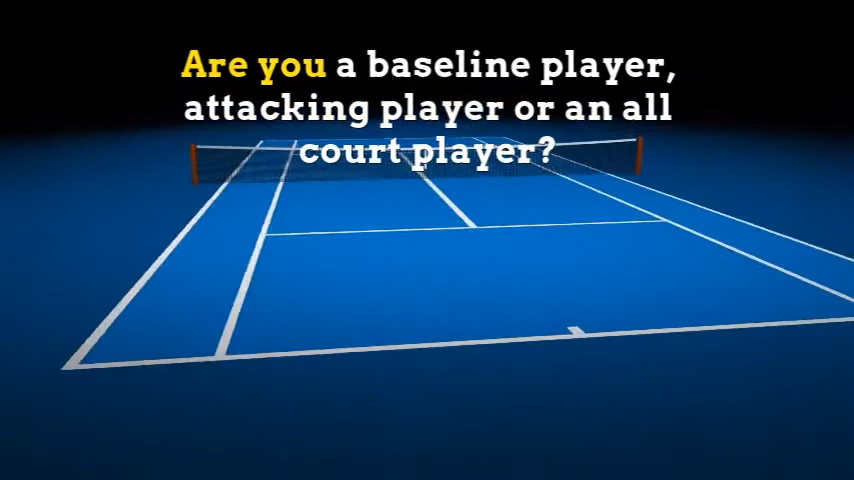 Are you a baseline player,
attacking player or an all
court player?